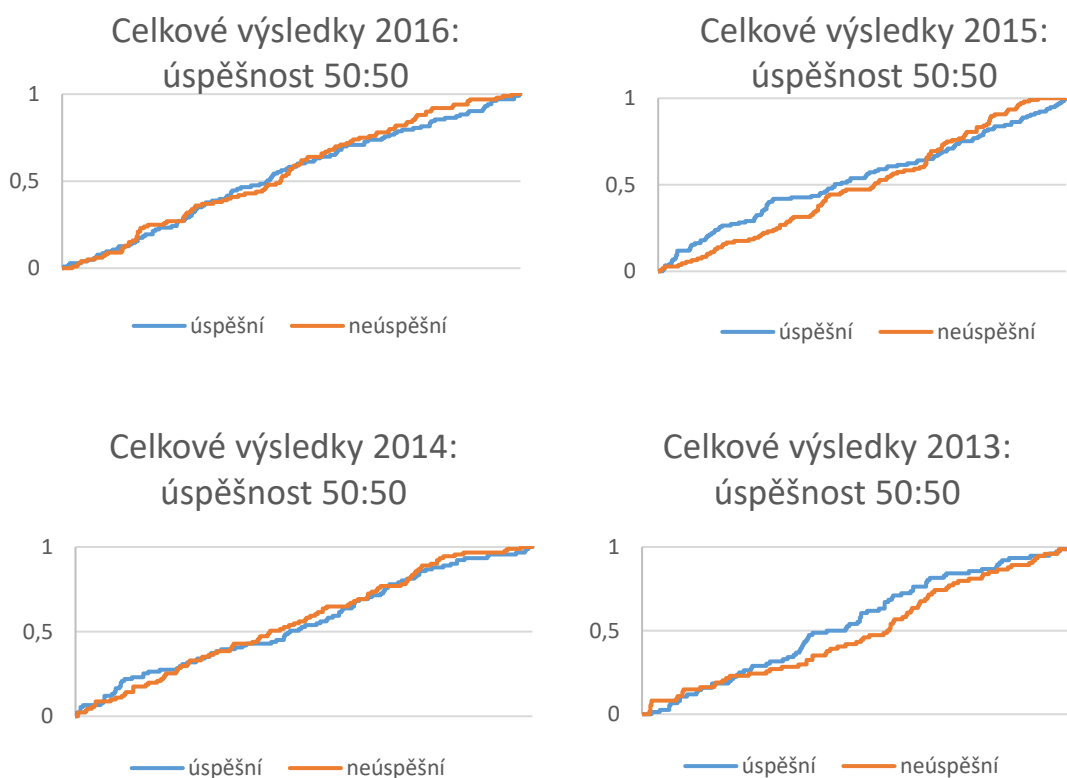 Celkové výsledky 2016:
úspěšnost 50:50
1
0,5
0
úspěšní
neúspěšní
Celkové výsledky 2015:
úspěšnost 50:50
1
0,5
0
úspěšní
neúspěšní
Celkové výsledky 2014:
úspěšnost 50:50
1
0,5
0
úspěšní
neúspěšní
Celkové výsledky 2013:
úspěšnost 50:50
1
0,5
0
úspěšní
neúspěšní